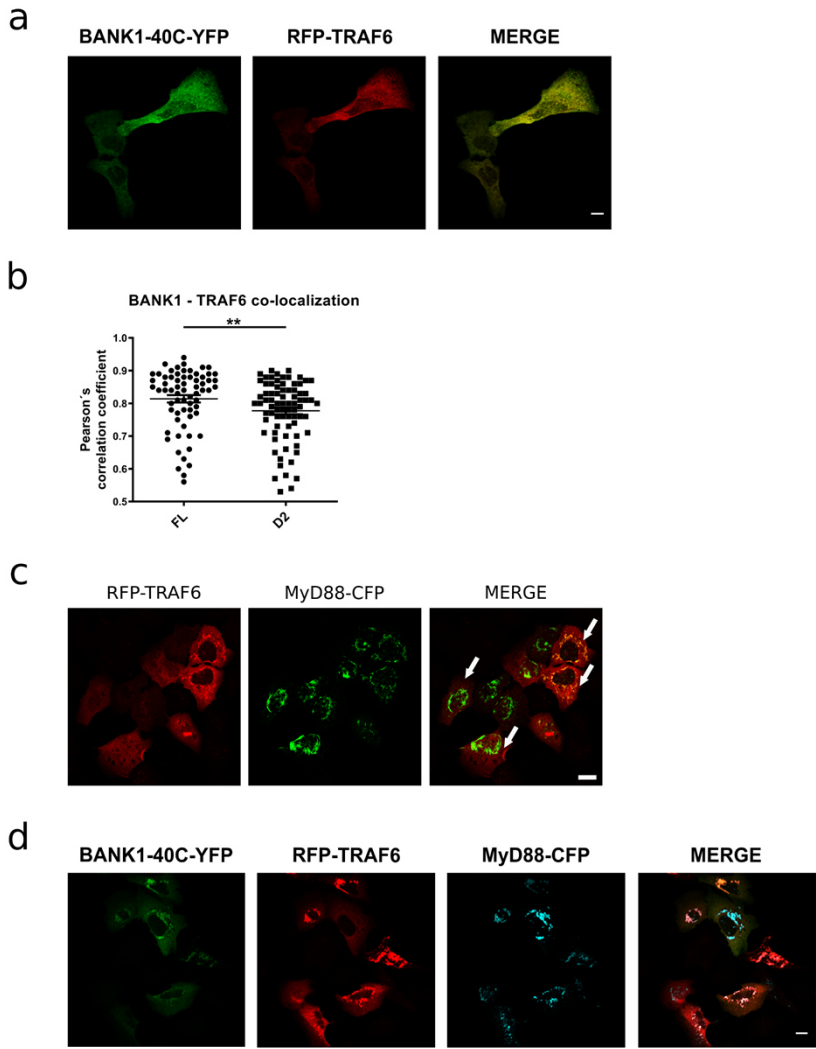 a
BANK1-40C-YFP RFP-TRAF6 MERGE
b
BANK1 - TRAF6 co-localization
**
Pearson´s
correlation coefficient
1.0
0.9
0.8
0.7
0.6
0.5
FL D2
c
RFP-TRAF6 MyD88-CFP MERGE
d
BANK1-40C-YFP RFP-TRAF6 MyD88-CFP MERGE